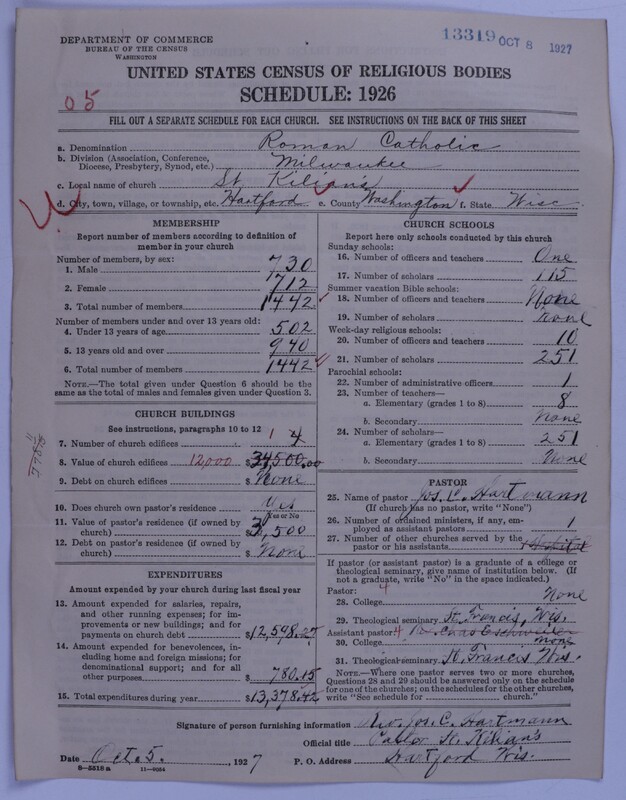 DEPARTMENT OF COMMERCE
BUREAU OF THE CENSUS
WASHINGTON
13319 OCT 8 1927
UNITED STATES CENSUS OF RELIGIOUS BODIES
SCHEDULE: 1926
05
FILL OUT A SEPARATE SCHEDULE FOR EACH CHURCH. SEE INSTRUCTIONS ON THE BACK OF THIS SHEET
a. Denomination Roman Catholic
b. Division (Association, Conference, Diocese, Presbytery, Synod, etc.) Milwaukee
c. Local name of church St. Kilian's
d. City, town, village, or township, etc. Hartford e. County Washington f. State Wisc
MEMBERSHIP
Report number of members according to definition of member in your church
Number of members, by sex:
1. Male 730
2. Female 712
3. Total number of members 1442
Number of members under and over 13 years old:
4. Under 13 years of age 502
5. 13 years old and over 940
6. Total number of members 1442
NOTE.—The total given under Question 6 should be the same as the total of males and females given under Question 3.
CHURCH BUILDINGS
See instructions, paragraphs 10 to 12
7. Number of church edifices 1 4
8. Value of church edifices 12,000 $34,500.00
9. Debt on church edifices $ None
10. Does church own pastor's residence Yes
Yes or No
11. Value of pastor's residence (if owned by church) $3,500
12. Debt on pastor's residence (if owned by church) $ None
EXPENDITURES
Amount expended by your church during last fiscal year
13. Amount expended for salaries, repairs, and other running expenses; for improvements or new buildings; and for payments on church debt $12,598.27
14. Amount expended for benevolences, including home and foreign missions; for denominational support; and for all other purposes $ 780.15
15. Total expenditures during year $13,378.42
CHURCH SCHOOLS
Report here only schools conducted by this church
Sunday schools:
16. Number of officers and teachers One
17. Number of scholars 115
Summer vacation Bible schools:
18. Number of officers and teachers None
19. Number of scholars None
Week-day religious schools:
20. Number of officers and teachers 10
21. Number of scholars 251
Parochial schools:
22. Number of administrative officers 1
23. Number of teachers—
a. Elementary (grades 1 to 8) 8
b. Secondary None
24. Number of scholars—
a. Elementary (grades 1 to 8) 251
b. Secondary None
PASTOR
25. Name of pastor Jos. C. Hartmann
(If church has no pastor, write "None")
26. Number of ordained ministers, if any, employed as assistant pastors 1
27. Number of other churches served by the pastor or his assistants
If pastor (or assistant pastor) is a graduate of a college or theological seminary, give name of institution below. (If not a graduate, write "No" in the space indicated.)
Pastor: 4
28. College None
29. Theological seminary St. Francis, Wis.
Assistant pastor: 4
30. College None
31. Theological seminary St. Francis Wis.
NOTE.—Where one pastor serves two or more churches, Questions 28 and 29 should be answered only on the schedule for one of the churches; on the schedules for the other churches, write "See schedule for church."
Signature of person furnishing information Jos. C. Hartmann
Official title Pastor St. Kilian's
Date Oct. 5. 1927 P. O. Address Hartford Wis.
8—5518 a 11—9084